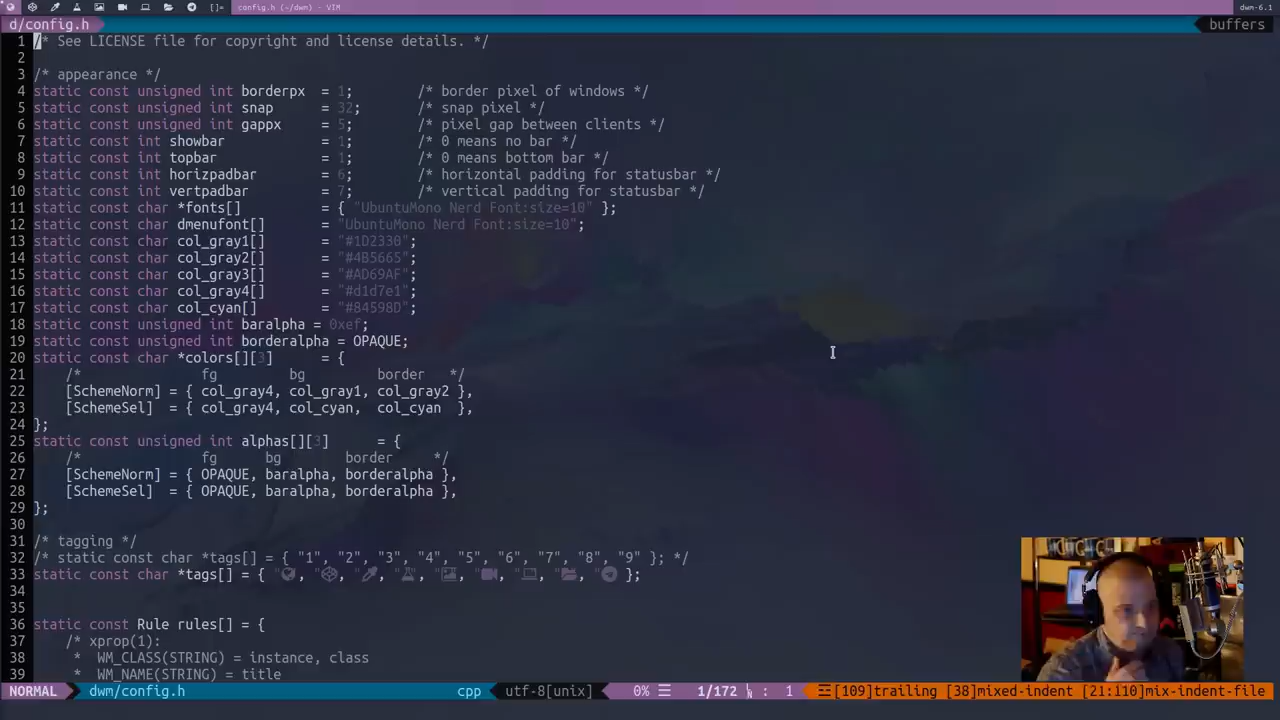 []= config.h (~/dwm) - VIM dwm-6.1
d/config.h buffers
1 /* See LICENSE file for copyright and license details. */
2
3 /* appearance */
4 static const unsigned int borderpx = 1; /* border pixel of windows */
5 static const unsigned int snap = 32; /* snap pixel */
6 static const unsigned int gappx = 5; /* pixel gap between clients */
7 static const int showbar = 1; /* 0 means no bar */
8 static const int topbar = 1; /* 0 means bottom bar */
9 static const int horizpadbar = 6; /* horizontal padding for statusbar */
10 static const int vertpadbar = 7; /* vertical padding for statusbar */
11 static const char *fonts[] = { "UbuntuMono Nerd Font:size=10" };
12 static const char dmenufont[] = "UbuntuMono Nerd Font:size=10";
13 static const char col_gray1[] = "#1D2330";
14 static const char col_gray2[] = "#4B5665";
15 static const char col_gray3[] = "#AD69AF";
16 static const char col_gray4[] = "#d1d7e1";
17 static const char col_cyan[] = "#84598D";
18 static const unsigned int baralpha = 0xef;
19 static const unsigned int borderalpha = OPAQUE;
20 static const char *colors[][3] = {
21 /* fg bg border */
22 [SchemeNorm] = { col_gray4, col_gray1, col_gray2 },
23 [SchemeSel] = { col_gray4, col_cyan, col_cyan },
24 };
25 static const unsigned int alphas[][3] = {
26 /* fg bg border */
27 [SchemeNorm] = { OPAQUE, baralpha, borderalpha },
28 [SchemeSel] = { OPAQUE, baralpha, borderalpha },
29 };
30
31 /* tagging */
32 /* static const char *tags[] = { "1", "2", "3", "4", "5", "6", "7", "8", "9" }; */
33 static const char *tags[] = { "", "", "", "", "", "", "", "", "" };
34
35
36 static const Rule rules[] = {
37 /* xprop(1):
38 * WM_CLASS(STRING) = instance, class
39 * WM_NAME(STRING) = title
NORMAL dwm/config.h cpp utf-8[unix] 0% ☰ 1/172 : 1 ☲[109]trailing [38]mixed-indent [21:110]mix-indent-file